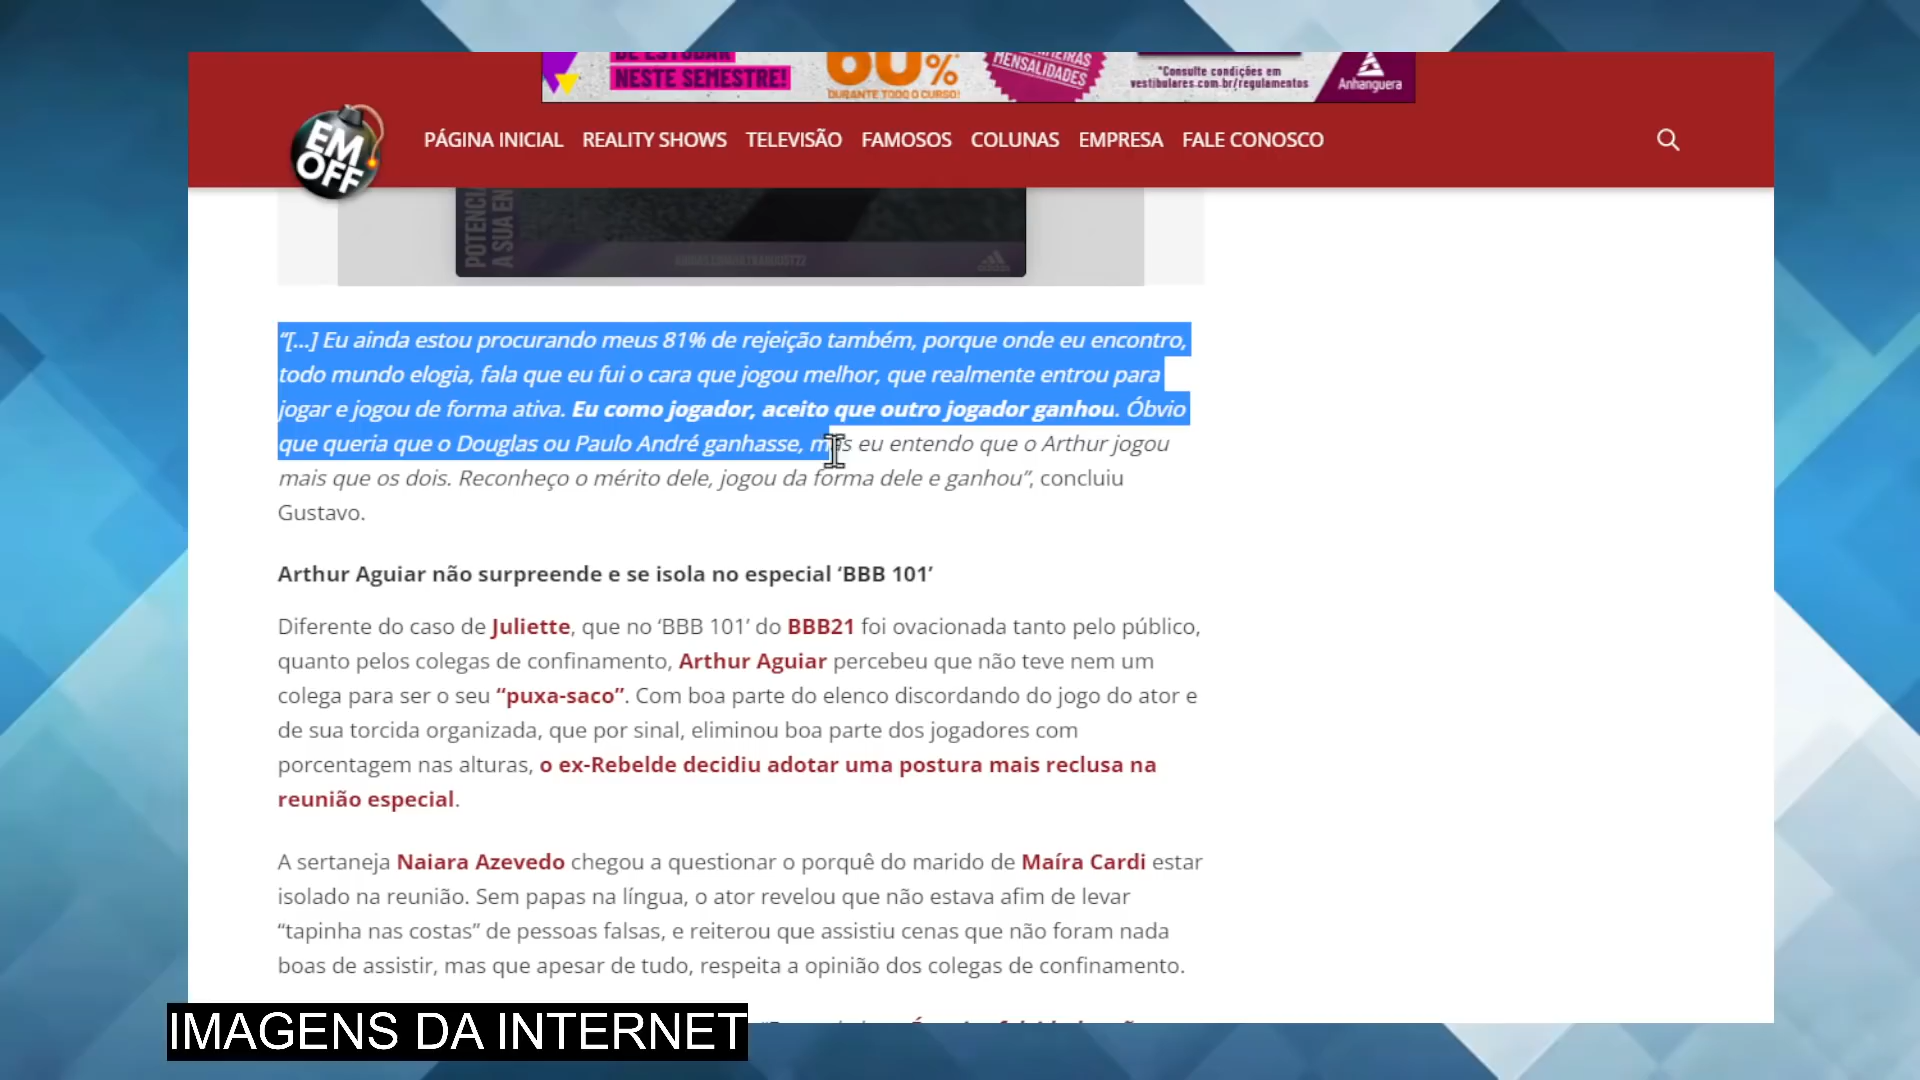 NESTE SEMESTRE!
60%
DURANTE TODO O CURSO!
MENSALIDADES
*Consulte condições em
vestibulares.com.br/regulamentos
Anhanguera
EM
OFF
PÁGINA INICIAL REALITY SHOWS TELEVISÃO FAMOSOS COLUNAS EMPRESA FALE CONOSCO
“[…] Eu ainda estou procurando meus 81% de rejeição também, porque onde eu encontro,
todo mundo elogia, fala que eu fui o cara que jogou melhor, que realmente entrou para
jogar e jogou de forma ativa. Eu como jogador, aceito que outro jogador ganhou. Óbvio
que queria que o Douglas ou Paulo André ganhasse, mas eu entendo que o Arthur jogou
mais que os dois. Reconheço o mérito dele, jogou da forma dele e ganhou”, concluiu
Gustavo.
Arthur Aguiar não surpreende e se isola no especial ‘BBB 101’
Diferente do caso de Juliette, que no ‘BBB 101’ do BBB21 foi ovacionada tanto pelo público,
quanto pelos colegas de confinamento, Arthur Aguiar percebeu que não teve nem um
colega para ser o seu “puxa-saco”. Com boa parte do elenco discordando do jogo do ator e
de sua torcida organizada, que por sinal, eliminou boa parte dos jogadores com
porcentagem nas alturas, o ex-Rebelde decidiu adotar uma postura mais reclusa na
reunião especial.
A sertaneja Naiara Azevedo chegou a questionar o porquê do marido de Maíra Cardi estar
isolado na reunião. Sem papas na língua, o ator revelou que não estava afim de levar
“tapinha nas costas” de pessoas falsas, e reiterou que assistiu cenas que não foram nada
boas de assistir, mas que apesar de tudo, respeita a opinião dos colegas de confinamento.
IMAGENS DA INTERNET